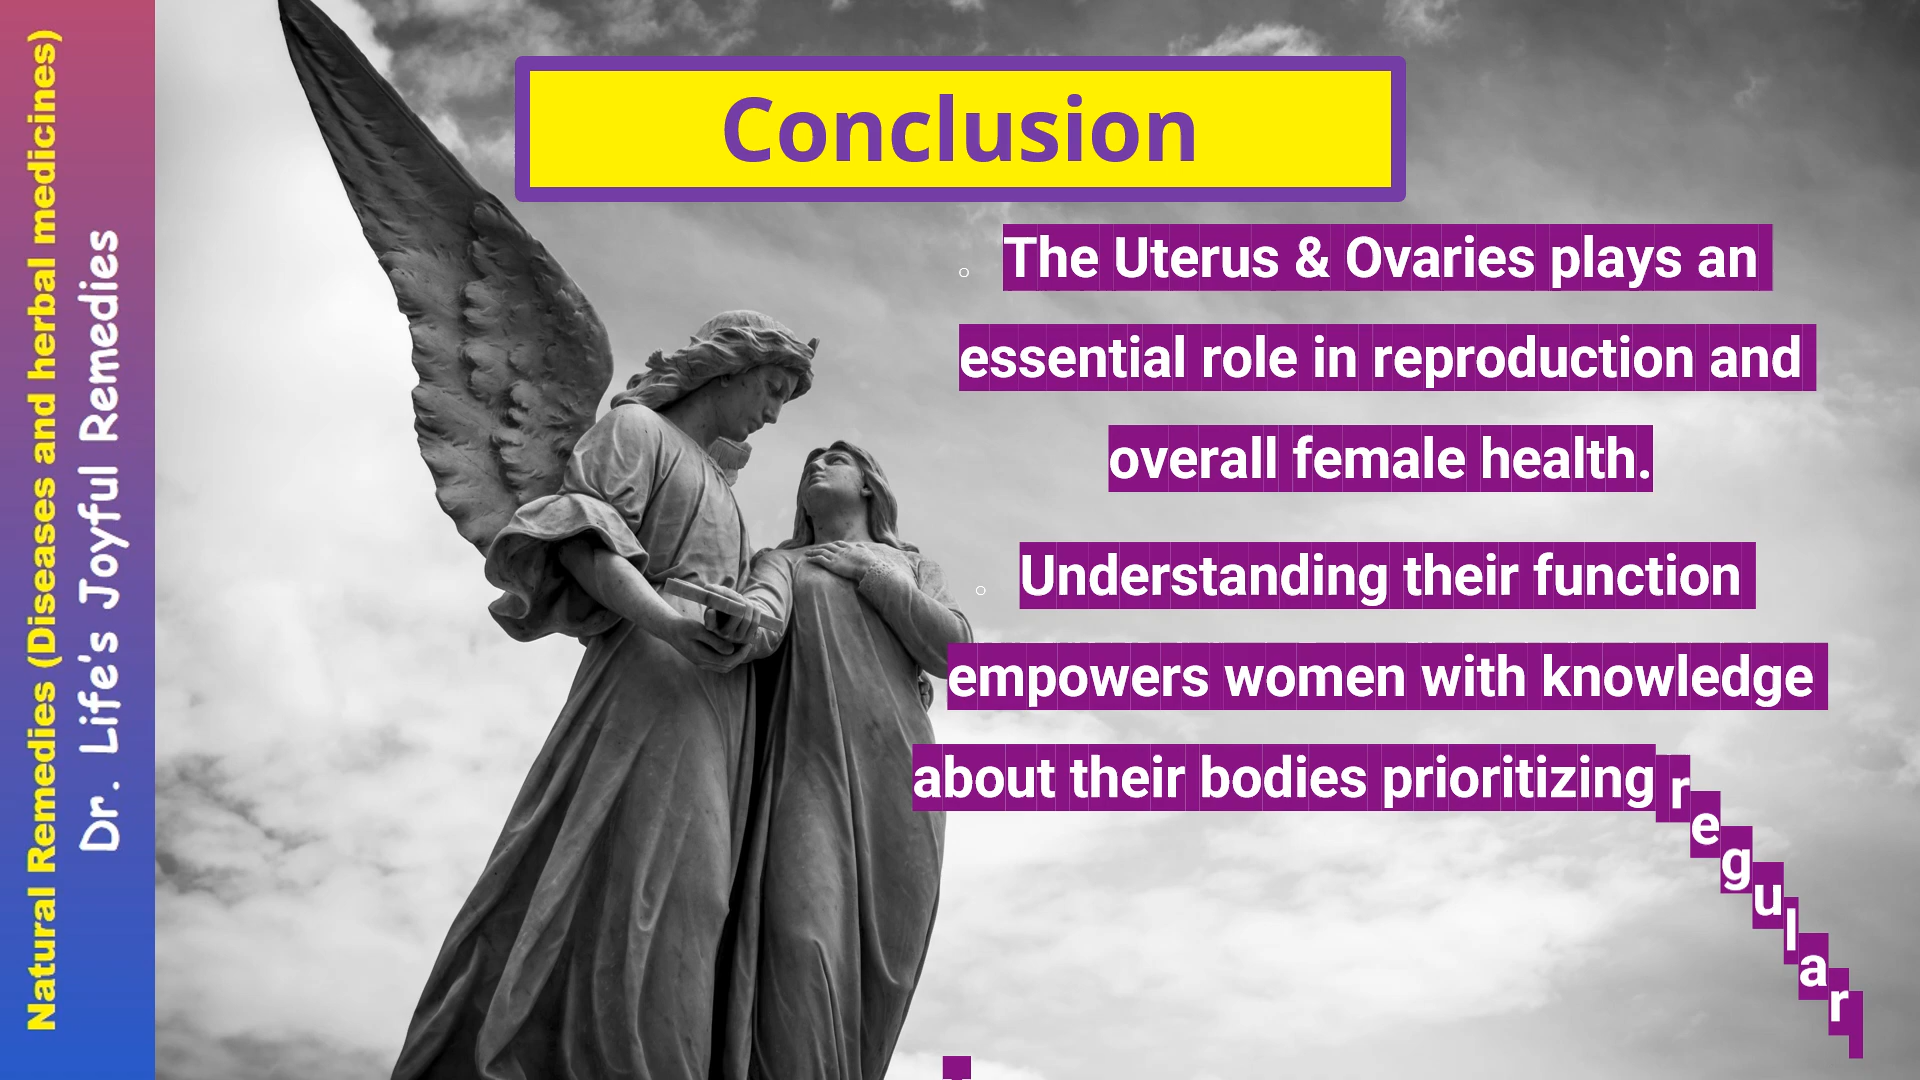 Natural Remedies (Diseases and herbal medicines)
Dr. Life's Joyful Remedies
Conclusion
The Uterus & Ovaries plays an
essential role in reproduction and
overall female health.
Understanding their function
empowers women with knowledge
about their bodies prioritizing regular